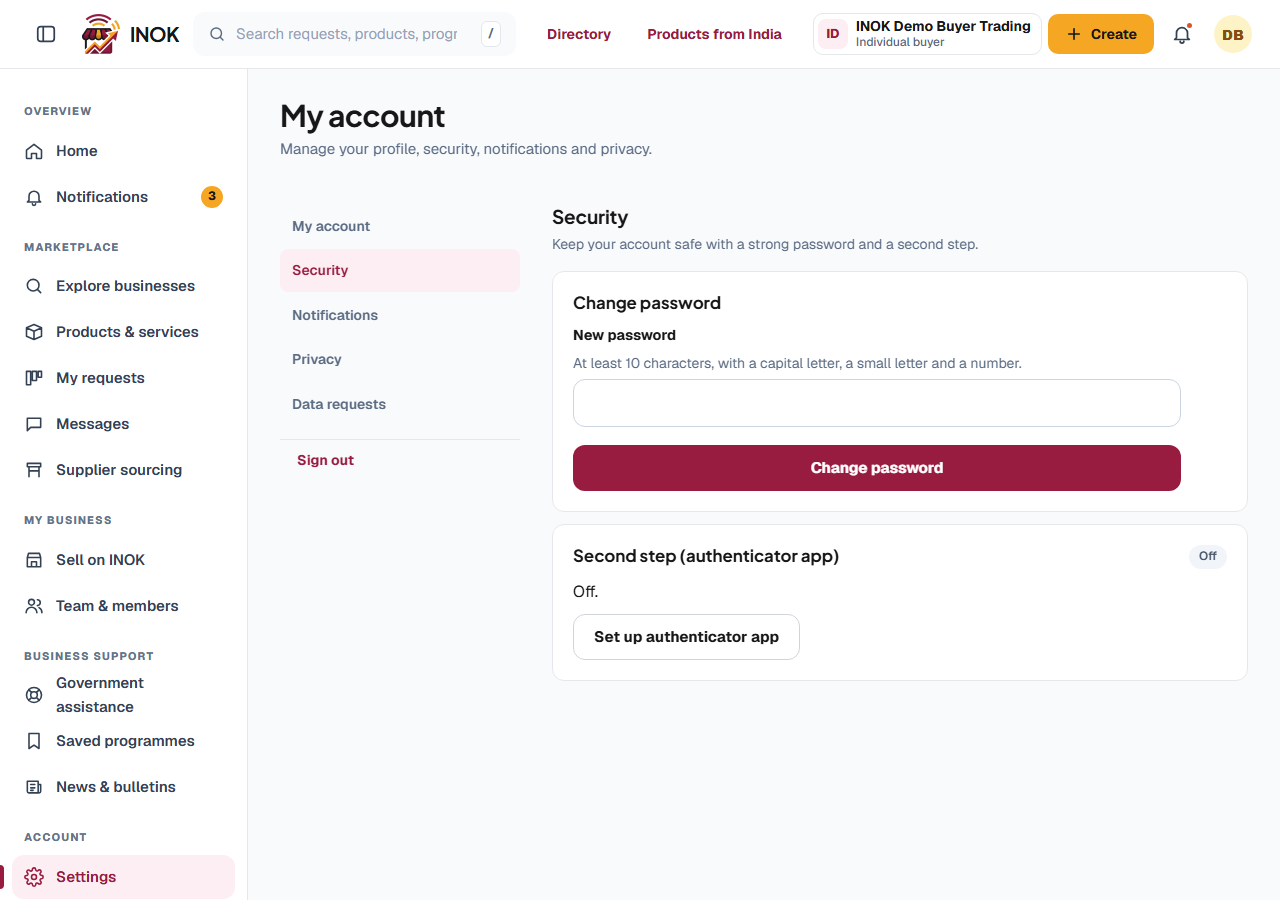 INOK
Search requests, products, progr
/
Directory
Products from India
ID
INOK Demo Buyer Trading
Individual buyer
Create
DB
OVERVIEW
Home
Notifications
3
MARKETPLACE
Explore businesses
Products & services
My requests
Messages
Supplier sourcing
MY BUSINESS
Sell on INOK
Team & members
BUSINESS SUPPORT
Government
assistance
Saved programmes
News & bulletins
ACCOUNT
Settings
My account
Manage your profile, security, notifications and privacy.
My account
Security
Notifications
Privacy
Data requests
Sign out
Security
Keep your account safe with a strong password and a second step.
Change password
New password
At least 10 characters, with a capital letter, a small letter and a number.
Change password
Second step (authenticator app)
Off
Off.
Set up authenticator app